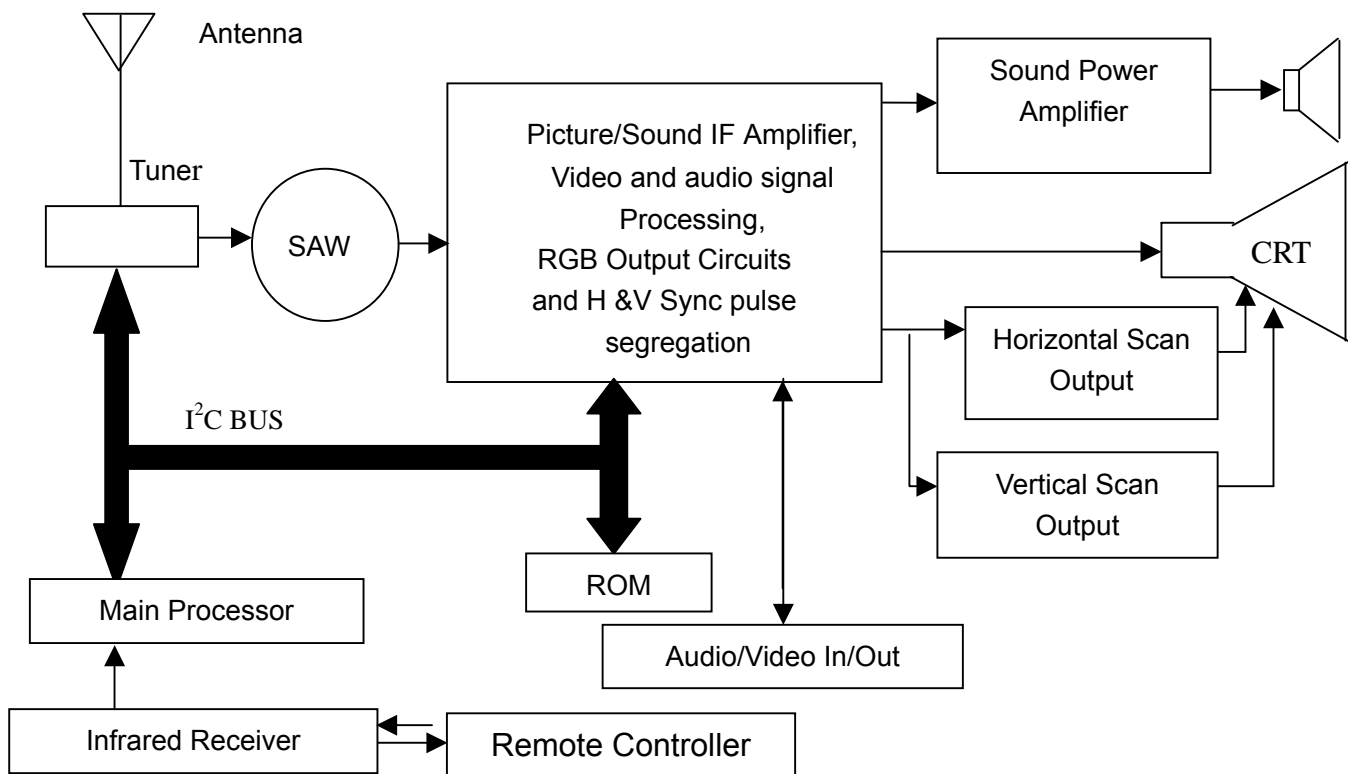 Antenna
Tuner
SAW
Picture/Sound IF Amplifier,
Video and audio signal
Processing,
RGB Output Circuits
and H &V Sync pulse
segregation
Sound Power
Amplifier
CRT
Horizontal Scan
Output
Vertical Scan
Output
I²C BUS
ROM
Main Processor
Audio/Video In/Out
Infrared Receiver
Remote Controller